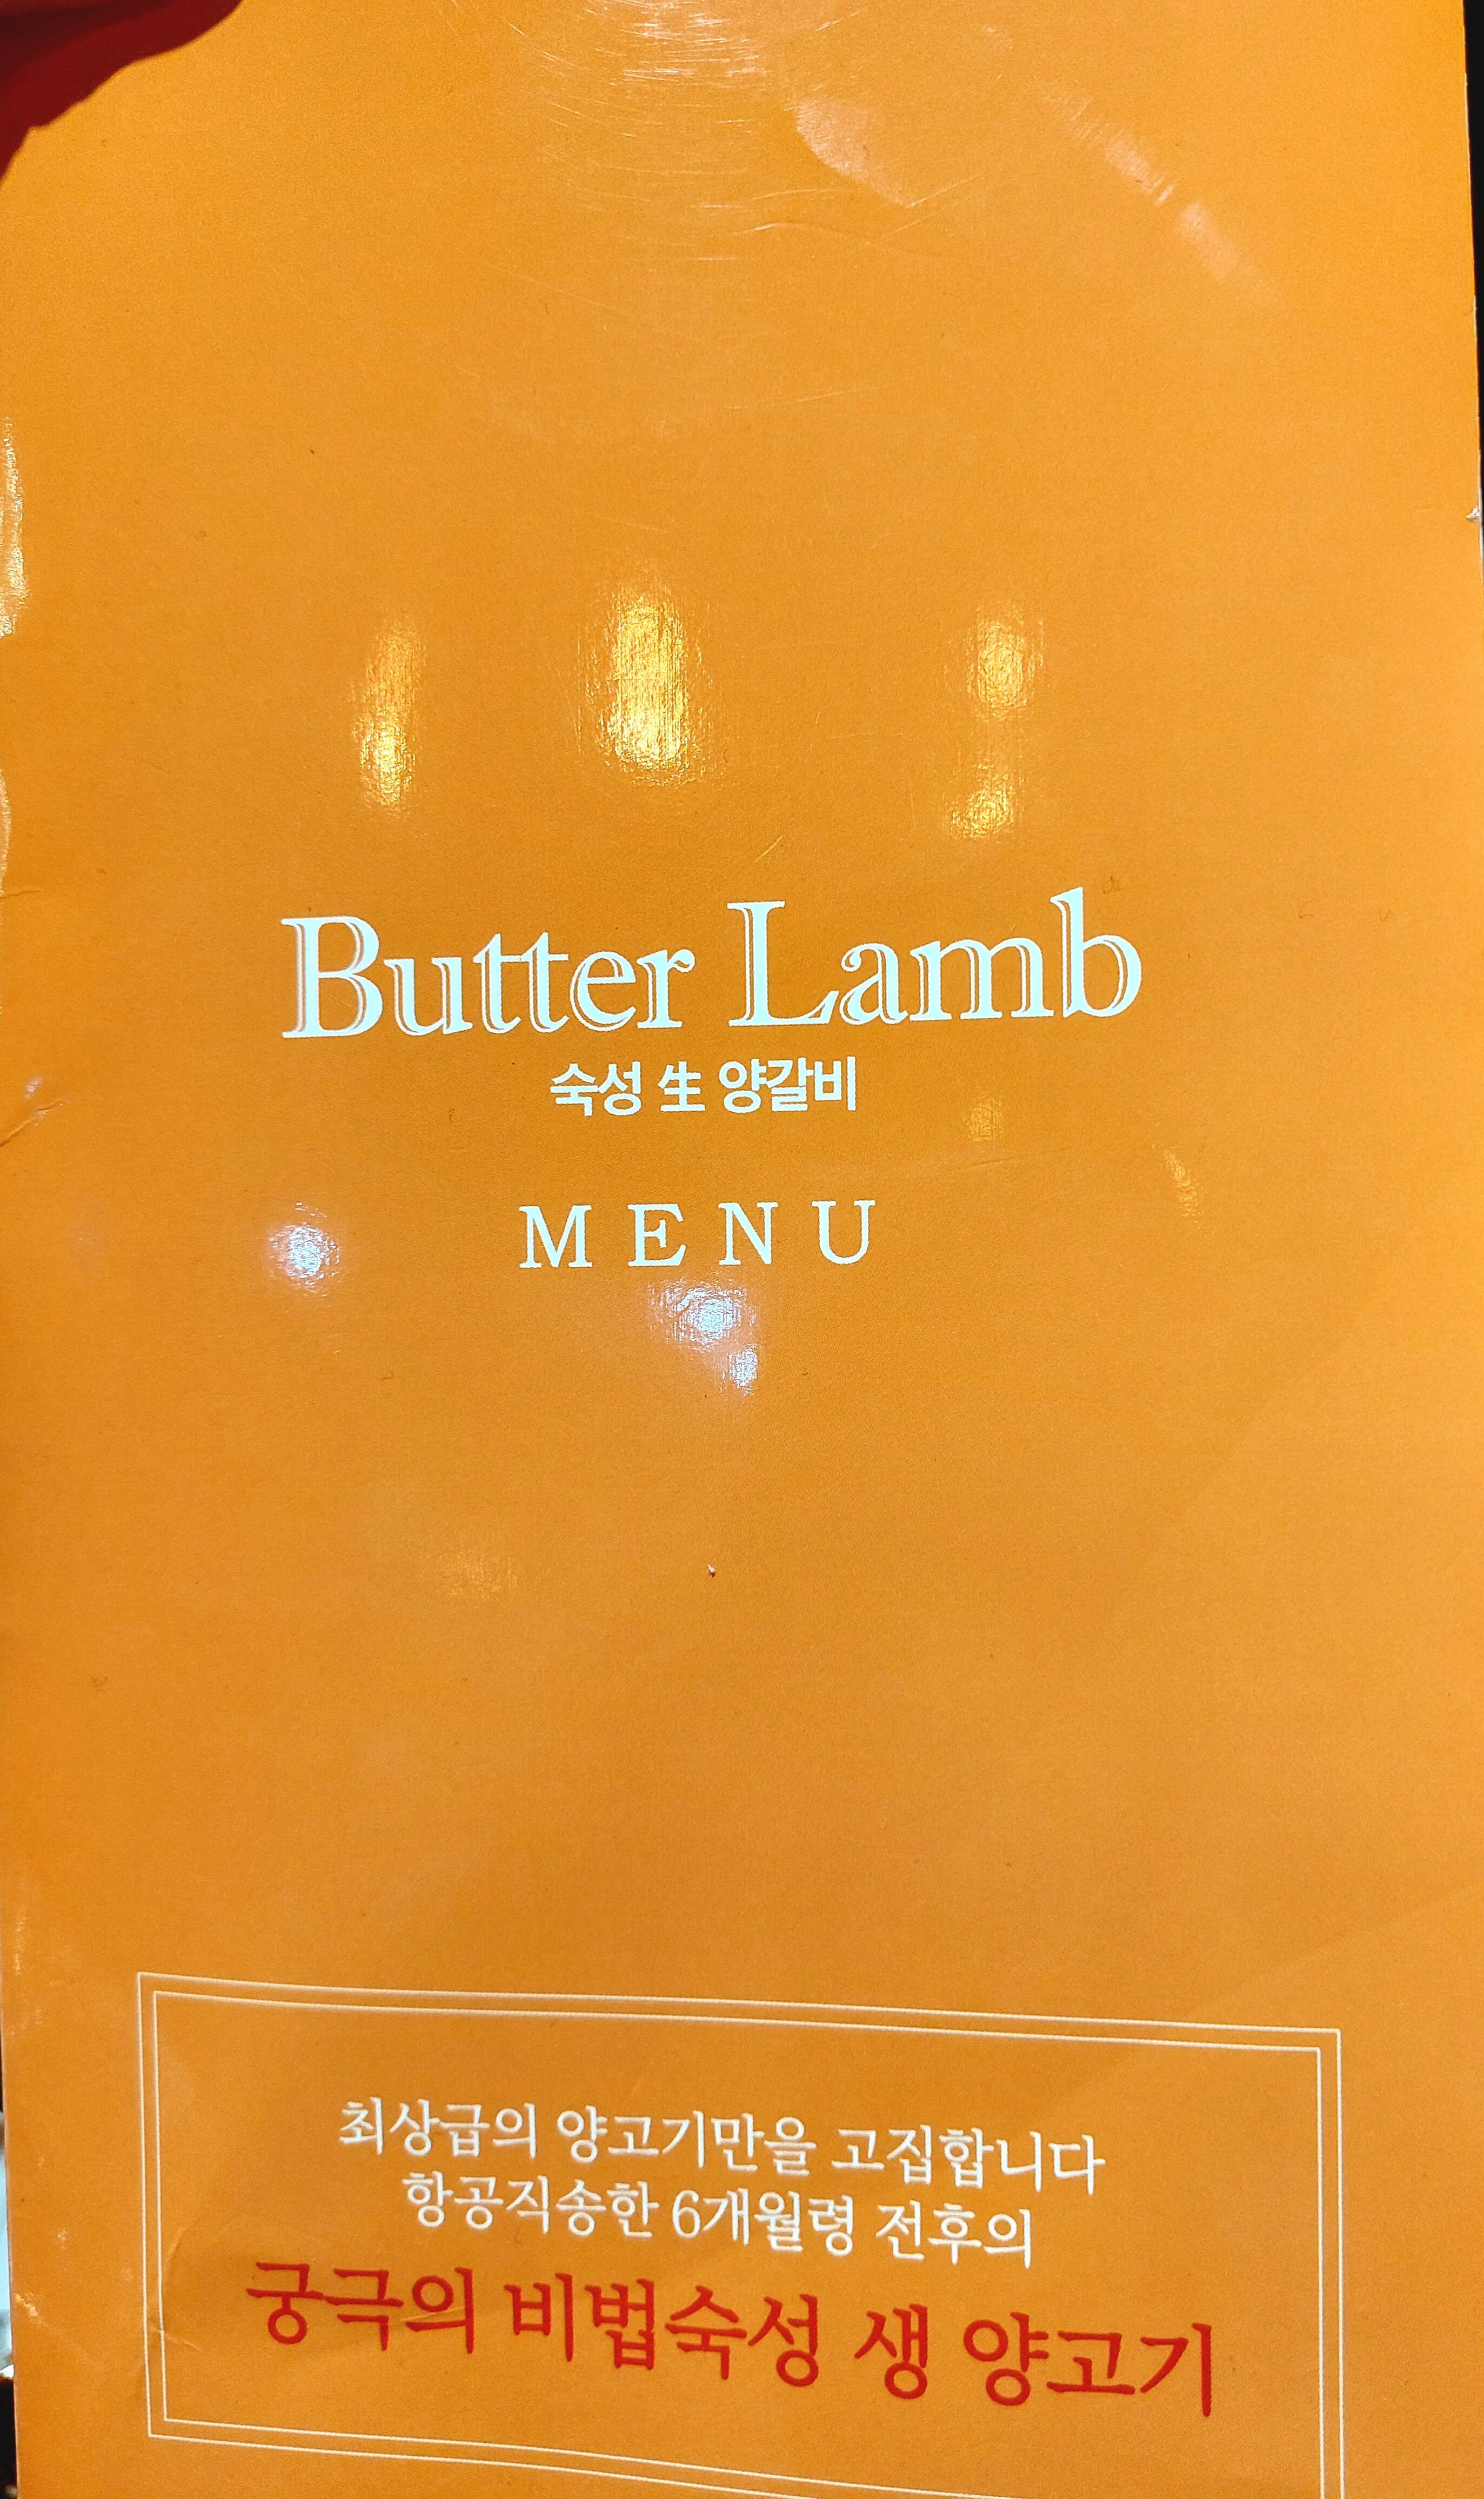 Butter Lamb
숙성 生 양갈비
MENU
최상급의 양고기만을 고집합니다
항공직송한 6개월령 전후의
궁극의 비법숙성 생 양고기